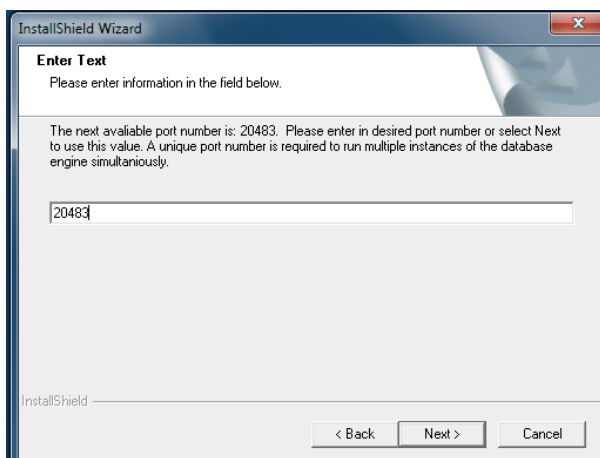 InstallShield Wizard
Enter Text
Please enter information in the field below.
The next avaliable port number is: 20483. Please enter in desired port number or select Next
to use this value. A unique port number is required to run multiple instances of the database
engine simultaniously.
20483
InstallShield
< Back Next > Cancel